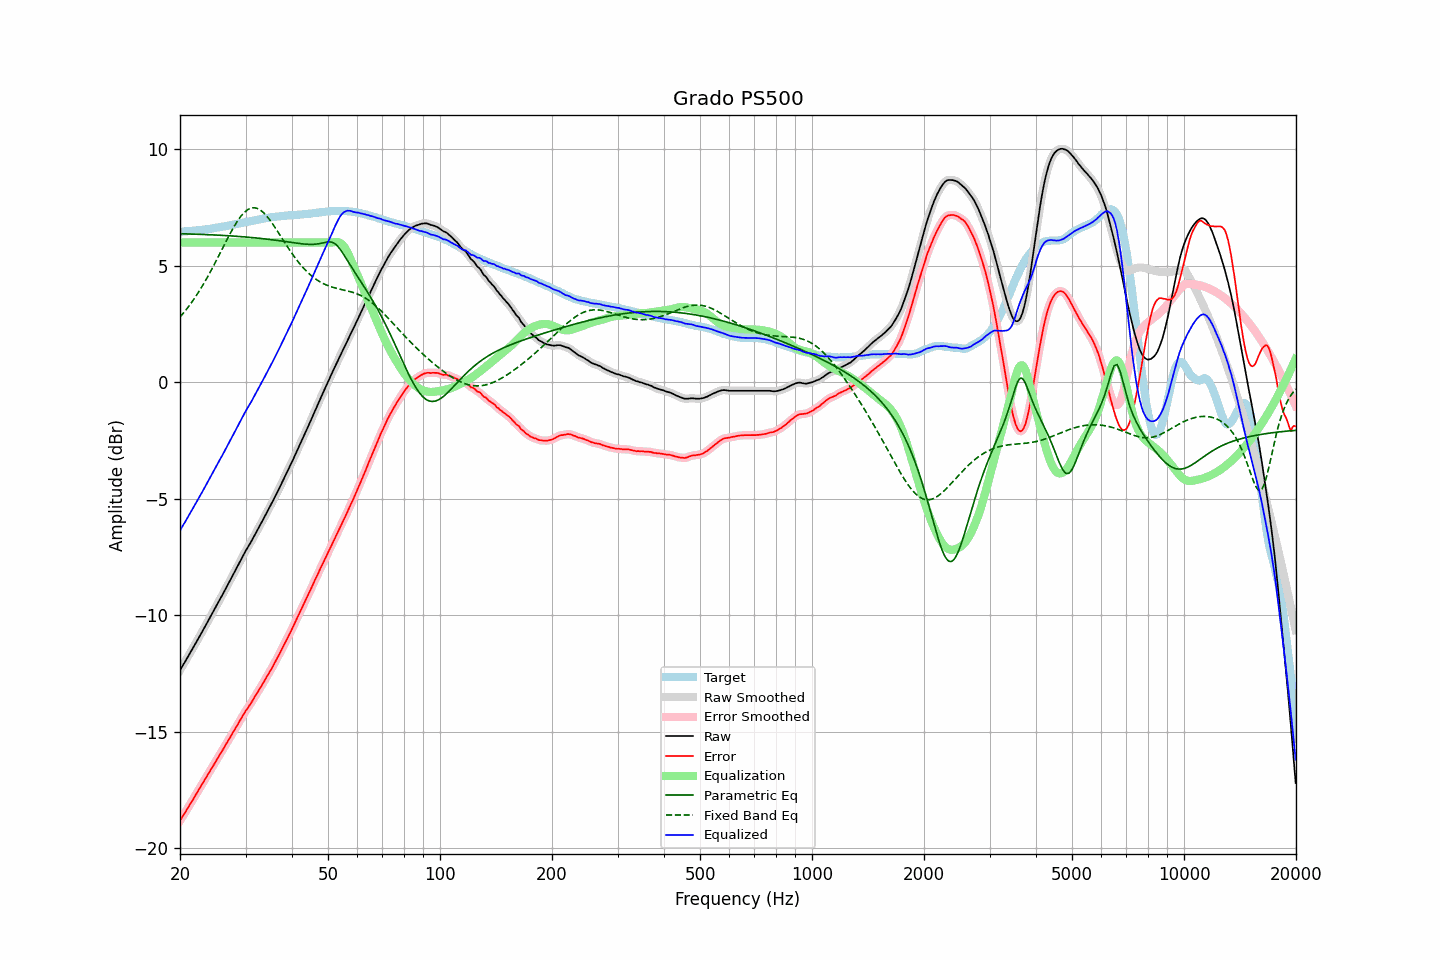 Grado PS500
Amplitude (dBr)
10
5
0
−5
−10
−15
−20
Target
Raw Smoothed
Error Smoothed
Raw
Error
Equalization
Parametric Eq
Fixed Band Eq
Equalized
20
50
100
200
500
1000
2000
5000
10000
20000
Frequency (Hz)